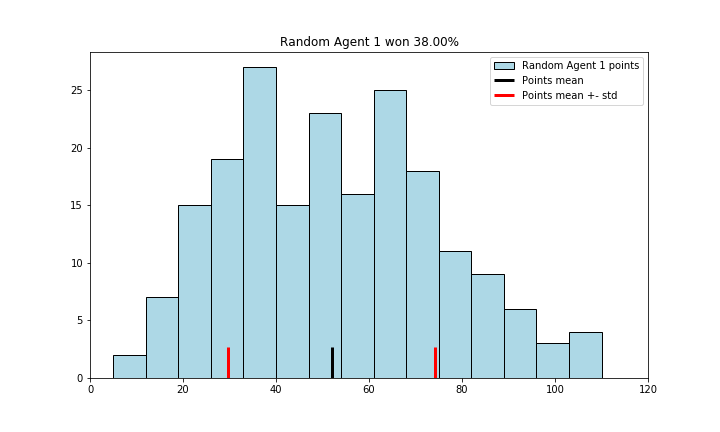 Random Agent 1 won 38.00%
Random Agent 1 points
Points mean
Points mean +- std
25
20
15
10
5
0
0 20 40 60 80 100 120